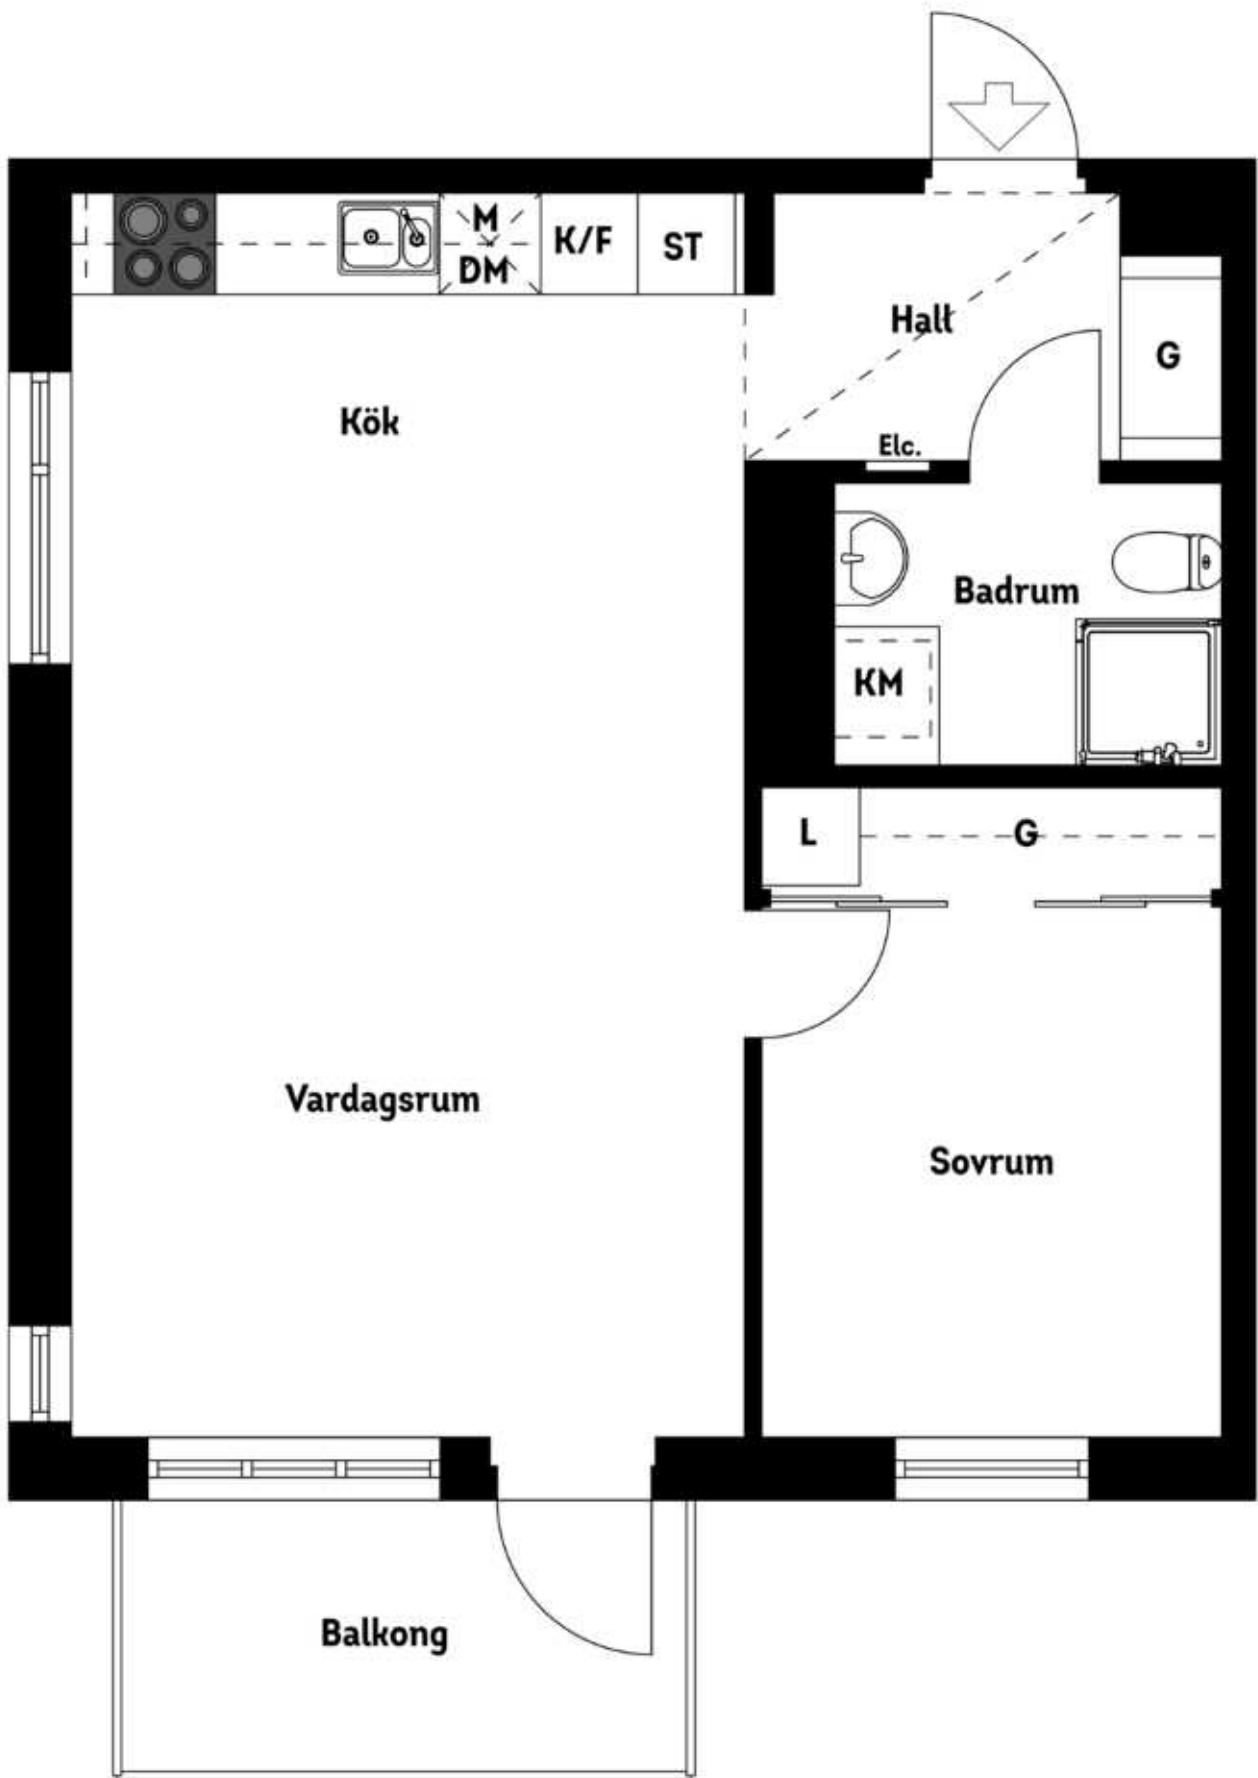 M
DM
K/F
ST
Hall
G
Kök
Elc.
Badrum
KM
L
G
Vardagsrum
Sovrum
Balkong